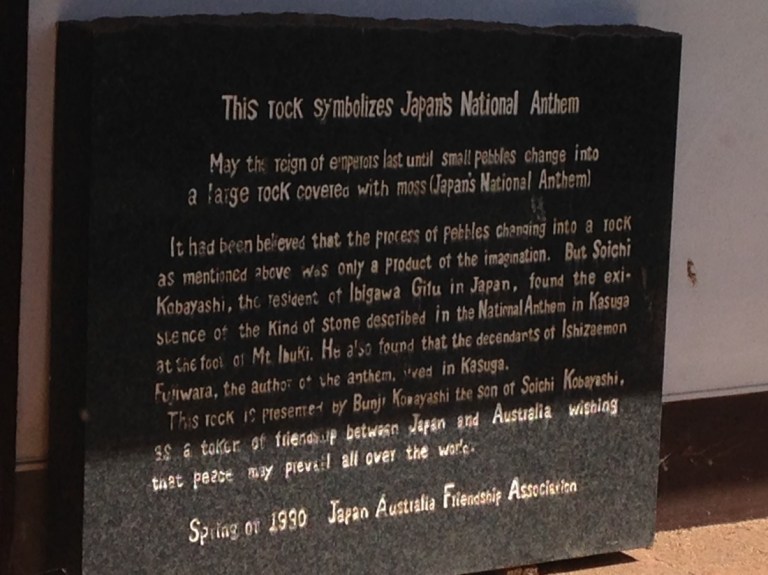 This rock symbolizes Japan's National Anthem
May the reign of emperors last until small pebbles change into
a large rock covered with moss (Japan's National Anthem)
It had been believed that the process of pebbles changing into a rock
as mentioned above was only a product of the imagination. But Soichi
Kobayashi, the resident of Ibigawa Gifu in Japan, found the exi-
stence of the kind of stone described in the National Anthem in Kasuga
at the foot of Mt Ibuki. He also found that the decendants of Ishizaemon
Fujiwara, the author of the anthem, lived in Kasuga.
This rock is presented by Bunji Kobayashi the son of Soichi Kobayashi,
as a token of friendship between Japan and Australia wishing
that peace may prevail all over the world.
Spring of 1990 Japan Australia Friendship Association